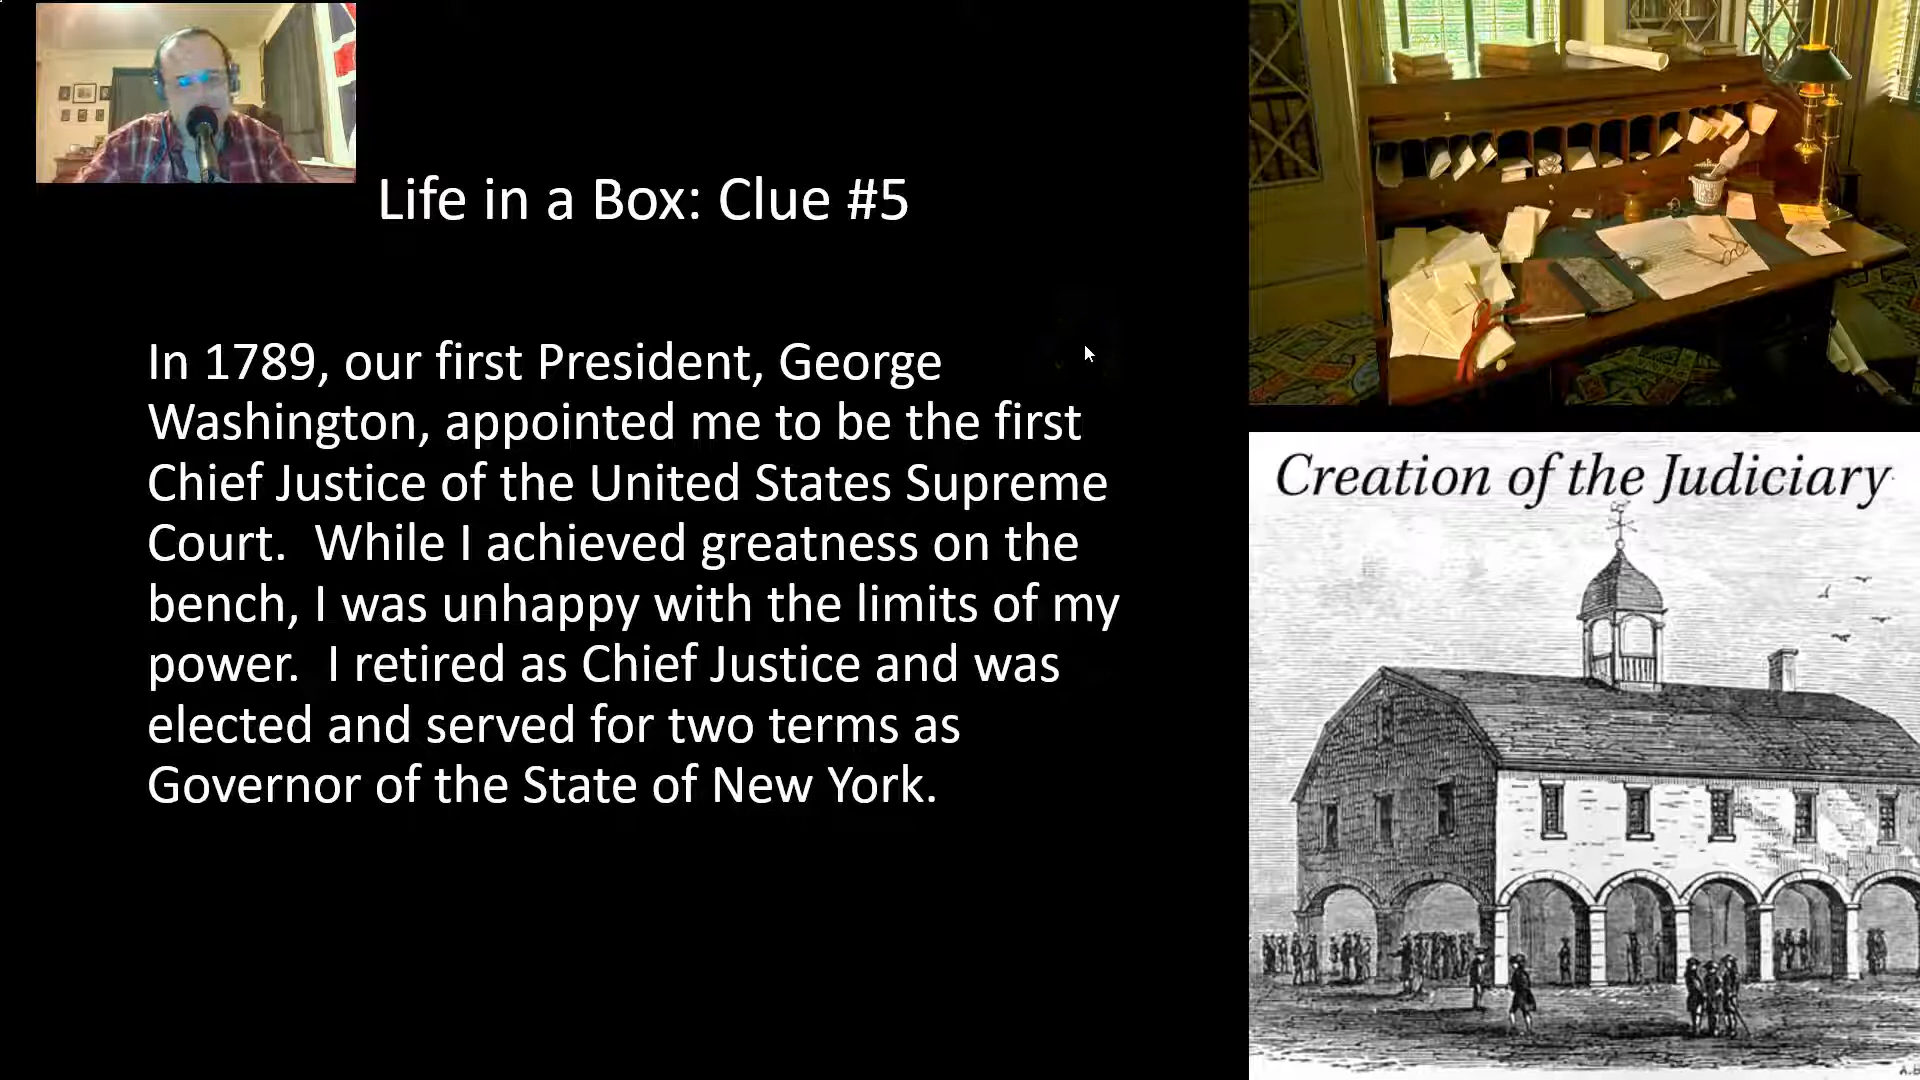 Life in a Box: Clue #5
In 1789, our first President, George
Washington, appointed me to be the first
Chief Justice of the United States Supreme
Court.  While I achieved greatness on the
bench, I was unhappy with the limits of my
power.  I retired as Chief Justice and was
elected and served for two terms as
Governor of the State of New York.
Creation of the Judiciary